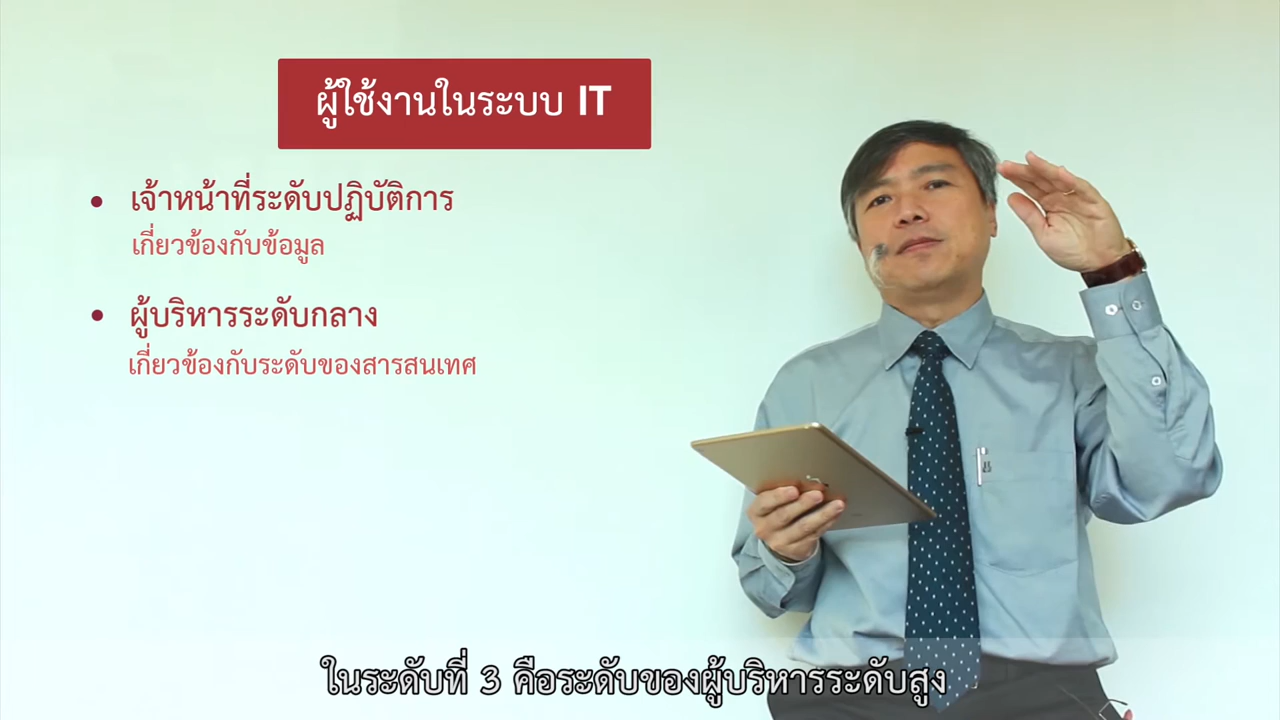 ผู้ใช้งานในระบบ IT
• เจ้าหน้าที่ระดับปฏิบัติการ
เกี่ยวข้องกับข้อมูล
• ผู้บริหารระดับกลาง
เกี่ยวข้องกับระดับของสารสนเทศ
ในระดับที่ 3 คือระดับของผู้บริหารระดับสูง